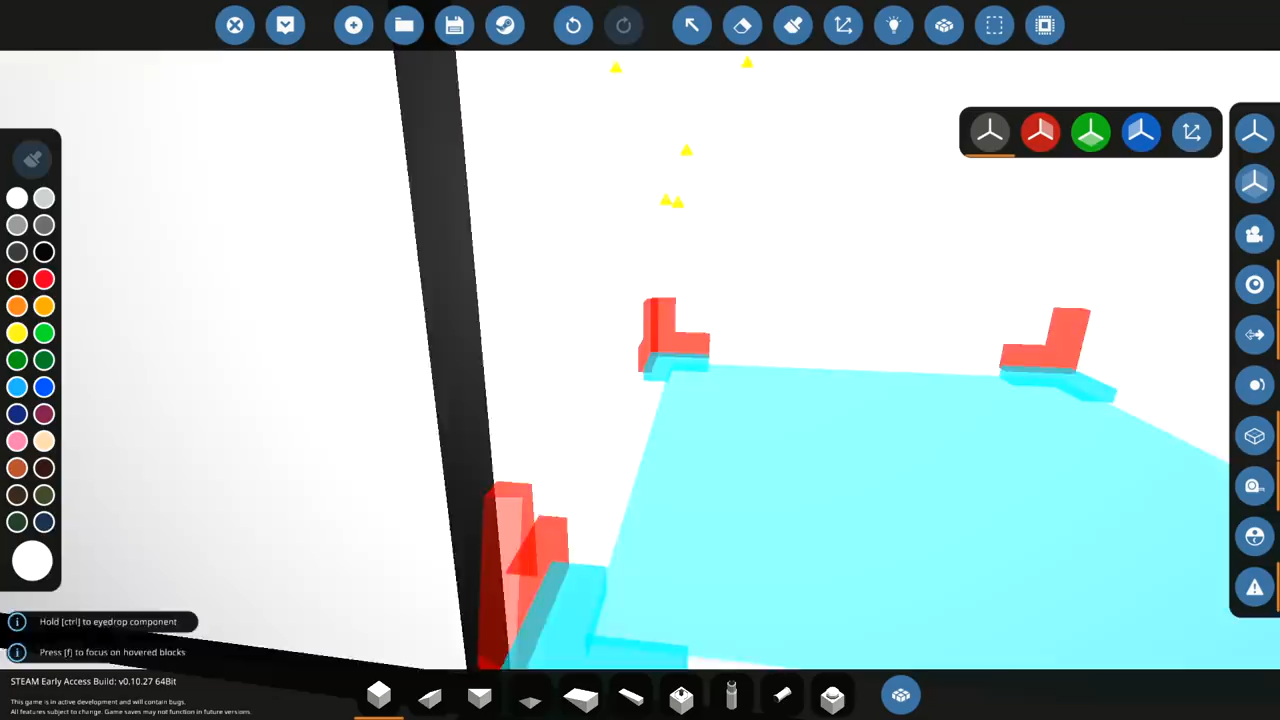 Hold [ctrl] to eyedrop component
Press [f] to focus on hovered blocks
STEAM Early Access Build: v0.10.27 64Bit
This game is in active development and will contain bugs.
All features subject to change. Game saves may not function in future versions.